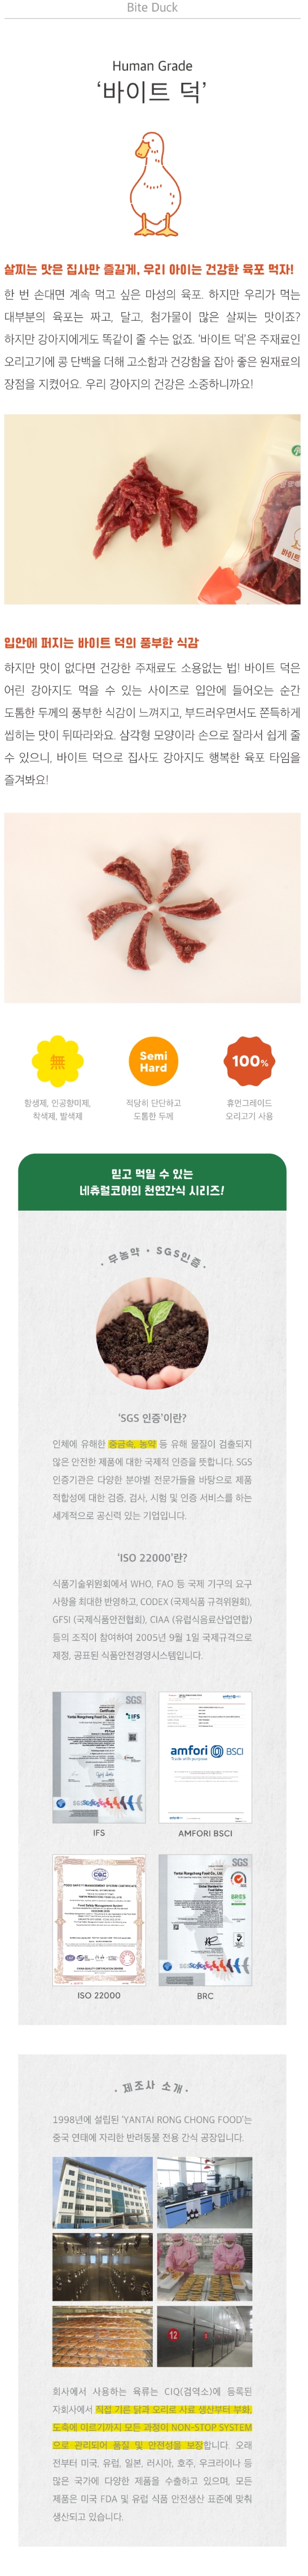 Bite Duck
Human Grade
‘바이트 덕’
살찌는 맛은 집사만 즐길게, 우리 아이는 건강한 육포 먹자!
한 번 손대면 계속 먹고 싶은 마성의 육포. 하지만 우리가 먹는
대부분의 육포는 짜고, 달고, 첨가물이 많은 살찌는 맛이죠?
하지만 강아지에게도 똑같이 줄 수는 없죠. ‘바이트 덕’은 주재료인
오리고기에 콩 단백을 더해 고소함과 건강함을 잡아 좋은 원재료의
장점을 지켰어요. 우리 강아지의 건강은 소중하니까요!
입안에 퍼지는 바이트 덕의 풍부한 식감
하지만 맛이 없다면 건강한 주재료도 소용없는 법! 바이트 덕은
어린 강아지도 먹을 수 있는 사이즈로 입안에 들어오는 순간
도톰한 두께의 풍부한 식감이 느껴지고, 부드러우면서도 쫀득하게
씹히는 맛이 뒤따라와요. 삼각형 모양이라 손으로 잘라서 쉽게 줄
수 있으니, 바이트 덕으로 집사도 강아지도 행복한 육포 타임을
즐겨봐요!
無
Semi
Hard
100%
항생제, 인공향미제,
착색제, 발색제
적당히 단단하고
도톰한 두께
휴먼그레이드
오리고기 사용
믿고 먹일 수 있는
네츄럴코어의 천연간식 시리즈!
· 무농약 · SGS인증 ·
‘SGS 인증’이란?
인체에 유해한 중금속, 농약 등 유해 물질이 검출되지
않은 안전한 제품에 대한 국제적 인증을 뜻합니다. SGS
인증기관은 다양한 분야별 전문가들을 바탕으로 제품
적합성에 대한 검증, 검사, 시험 및 인증 서비스를 하는
세계적으로 공신력 있는 기업입니다.
‘ISO 22000’란?
식품기술위원회에서 WHO, FAO 등 국제 기구의 요구
사항을 최대한 반영하고, CODEX (국제식품 규격위원회),
GFSI (국제식품안전협회), CIAA (유럽식음료산업연합)
등의 조직이 참여하여 2005년 9월 1일 국제규격으로
제정, 공표된 식품안전경영시스템입니다.
SGS
Certificate
IFS
amfori BSCI
Trade with purpose
IFS
AMFORI BSCI
CQC
SGS
Yantai Rongchang Food Co., Ltd.
BRCGS
ISO 22000
BRC
· 제조사 소개 ·
1998년에 설립된 ‘YANTAI RONG CHONG FOOD’는
중국 연태에 자리한 반려동물 전용 간식 공장입니다.
12
회사에서 사용하는 육류는 CIQ(검역소)에 등록된
자회사에서 직접 기른 닭과 오리로 사료 생산부터 부화,
도축에 이르기까지 모든 과정이 NON-STOP SYSTEM
으로 관리되어 품질 및 안전성을 보장합니다. 오래
전부터 미국, 유럽, 일본, 러시아, 호주, 우크라이나 등
많은 국가에 다양한 제품을 수출하고 있으며, 모든
제품은 미국 FDA 및 유럽 식품 안전생산 표준에 맞춰
생산되고 있습니다.